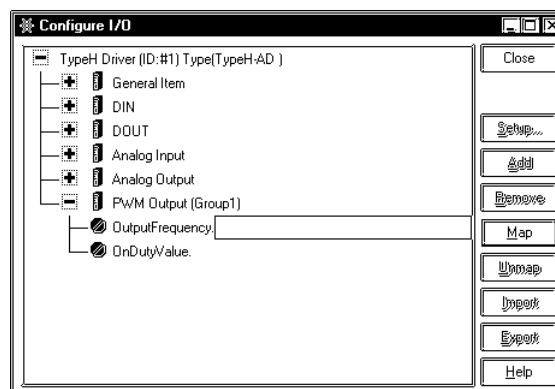 Configure I/O
TypeH Driver (ID:#1) Type(TypeH-AD )
General Item
DIN
DOUT
Analog Input
Analog Output
PWM Output (Group1)
OutputFrequency.
OnDutyValue.
Close
Setup...
Add
Remove
Map
Unmap
Import
Export
Help